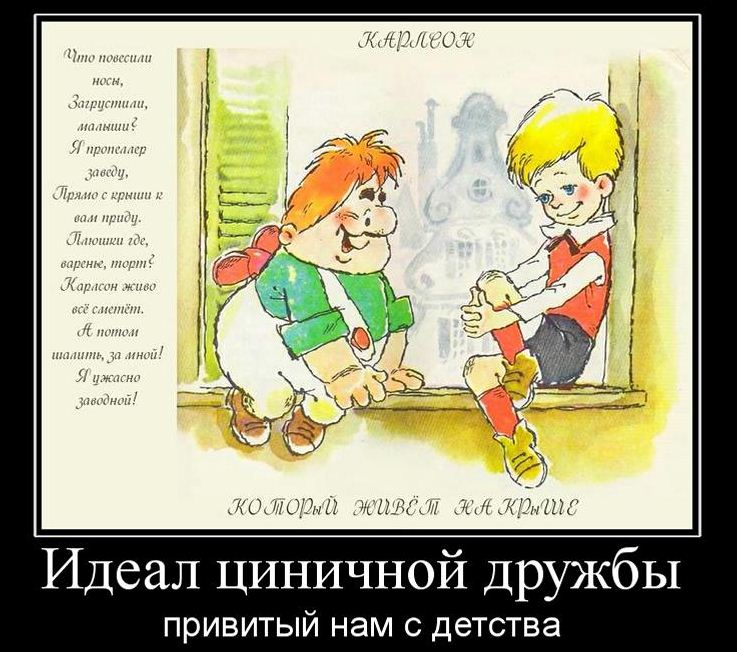 КАРЛСОН
Что повесили
носы,
Загрустили,
малыши?
Я пропеллер
заведу,
Прямо с крыши к
вам приду.
Плюшки где,
варенье, торт?
Карлсон живо
всё сметёт.
А потом
шалить, за мной!
Я ужасно
заводной!
КОТОРЫЙ ЖИВЁТ НА КРЫШЕ
Идеал циничной дружбы
привитый нам с детства